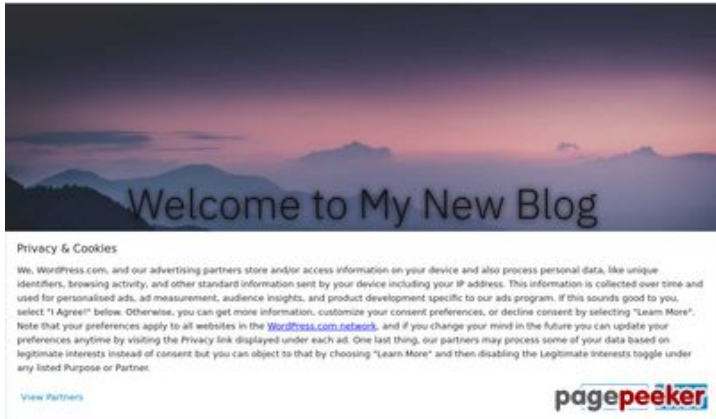 Welcome to My New Blog
Privacy & Cookies
We, WordPress.com, and our advertising partners store and/or access information on your device and also process personal data, like unique
identifiers, browsing activity, and other standard information sent by your device including your IP address. This information is collected over time and
used for personalised ads, ad measurement, audience insights, and product development specific to our ads program. If this sounds good to you,
select "I Agree!" below. Otherwise, you can get more information, customize your consent preferences, or decline consent by selecting "Learn More".
Note that your preferences apply to all websites in the WordPress.com network, and if you change your mind in the future you can update your
preferences anytime by visiting the Privacy link displayed under each ad. One last thing, our partners may process some of your data based on
legitimate interests instead of consent but you can object to that by choosing "Learn More" and then disabling the Legitimate Interests toggle under
any listed Purpose or Partner.
View Partners
pagepeeker